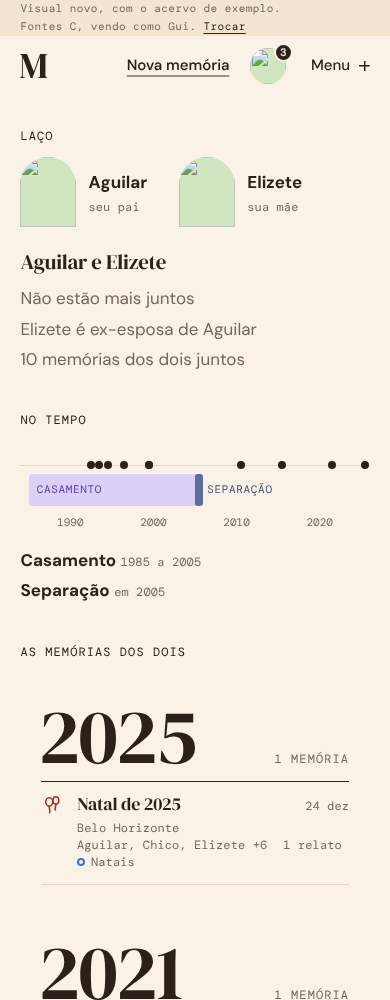 Visual novo, com o acervo de exemplo.
Fontes C, vendo como Gui. Trocar
M Nova memória 3 Menu +
LAÇO
Aguilar Elizete
seu pai sua mãe
Aguilar e Elizete
Não estão mais juntos
Elizete é ex-esposa de Aguilar
10 memórias dos dois juntos
NO TEMPO
CASAMENTO SEPARAÇÃO
1990 2000 2010 2020
Casamento 1985 a 2005
Separação em 2005
AS MEMÓRIAS DOS DOIS
2025 1 MEMÓRIA
Natal de 2025 24 dez
Belo Horizonte
Aguilar, Chico, Elizete +6 1 relato
Natais
2021 1 MEMÓRIA